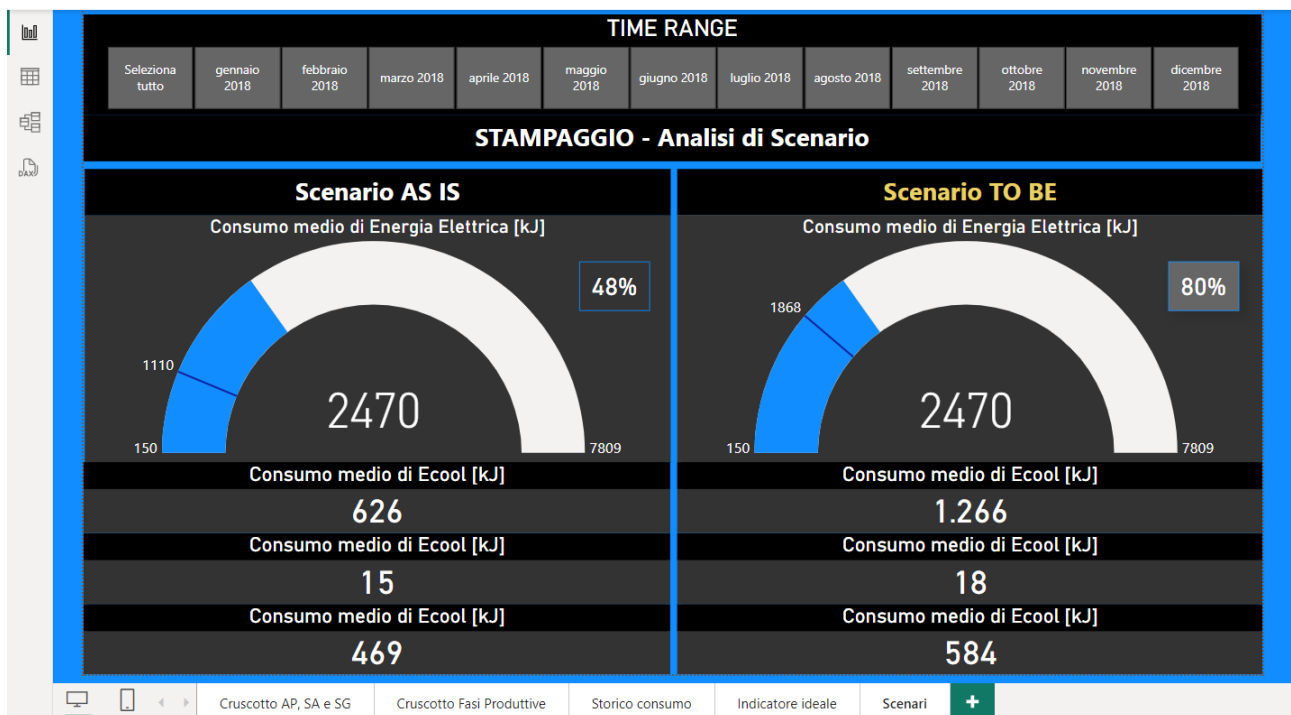 TIME RANGE
Seleziona
tutto
gennaio
2018
febbraio
2018
marzo 2018
aprile 2018
maggio
2018
giugno 2018
luglio 2018
agosto 2018
settembre
2018
ottobre
2018
novembre
2018
dicembre
2018
DAX
STAMPAGGIO - Analisi di Scenario
Scenario AS IS
Consumo medio di Energia Elettrica [kJ]
48%
1110
2470
150
7809
Consumo medio di Ecool [kJ]
626
Consumo medio di Ecool [kJ]
15
Consumo medio di Ecool [kJ]
469
Scenario TO BE
Consumo medio di Energia Elettrica [kJ]
80%
1868
2470
150
7809
Consumo medio di Ecool [kJ]
1.266
Consumo medio di Ecool [kJ]
18
Consumo medio di Ecool [kJ]
584
Cruscotto AP, SA e SG
Cruscotto Fasi Produttive
Storico consumo
Indicatore ideale
Scenari
+